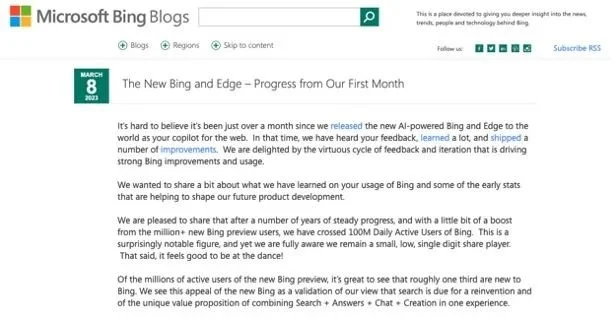 Microsoft Bing Blogs
This is a place devoted to giving you deeper insight into the news,
trends, people and technology behind Bing.
Blogs Regions Skip to content
Follow us:
Subscribe RSS
MARCH
8
2023
The New Bing and Edge – Progress from Our First Month
It's hard to believe it's been just over a month since we released the new AI-powered Bing and Edge to the
world as your copilot for the web. In that time, we have heard your feedback, learned a lot, and shipped a
number of improvements. We are delighted by the virtuous cycle of feedback and iteration that is driving
strong Bing improvements and usage.
We wanted to share a bit about what we have learned on your usage of Bing and some of the early stats
that are helping to shape our future product development.
We are pleased to share that after a number of years of steady progress, and with a little bit of a boost
from the million+ new Bing preview users, we have crossed 100M Daily Active Users of Bing. This is a
surprisingly notable figure, and yet we are fully aware we remain a small, low, single digit share player.
That said, it feels good to be at the dance!
Of the millions of active users of the new Bing preview, it's great to see that roughly one third are new to
Bing. We see this appeal of the new Bing as a validation of our view that search is due for a reinvention and
of the unique value proposition of combining Search + Answers + Chat + Creation in one experience.